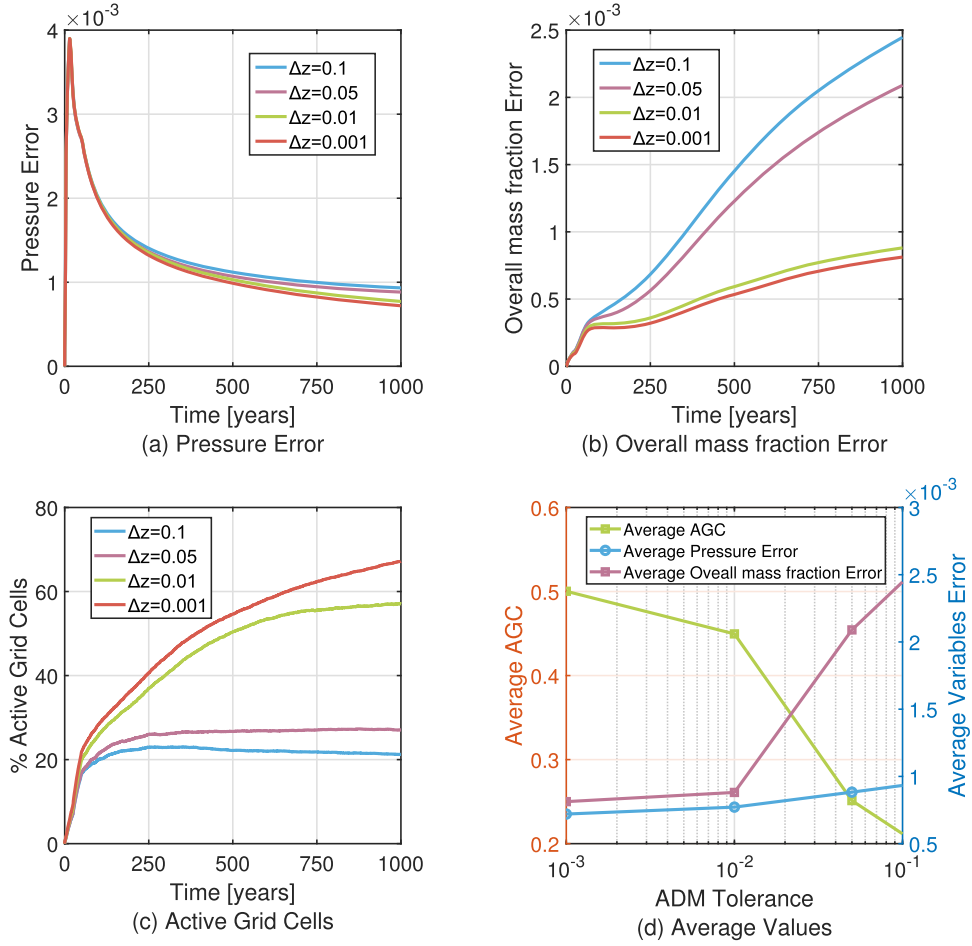 ×10⁻³
4
3
2
1
0
Pressure Error
Δz=0.1
Δz=0.05
Δz=0.01
Δz=0.001
0 250 500 750 1000
Time [years]
(a) Pressure Error
×10⁻³
2.5
2
1.5
1
0.5
0
Overall mass fraction Error
Δz=0.1
Δz=0.05
Δz=0.01
Δz=0.001
0 250 500 750 1000
Time [years]
(b) Overall mass fraction Error
80
60
40
20
0
% Active Grid Cells
Δz=0.1
Δz=0.05
Δz=0.01
Δz=0.001
0 250 500 750 1000
Time [years]
(c) Active Grid Cells
0.6
0.5
0.4
0.3
0.2
Average AGC
Average AGC
Average Pressure Error
Average Oveall mass fraction Error
×10⁻³
3
2.5
2
1.5
1
0.5
Average Variables Error
10⁻³ 10⁻² 10⁻¹
ADM Tolerance
(d) Average Values